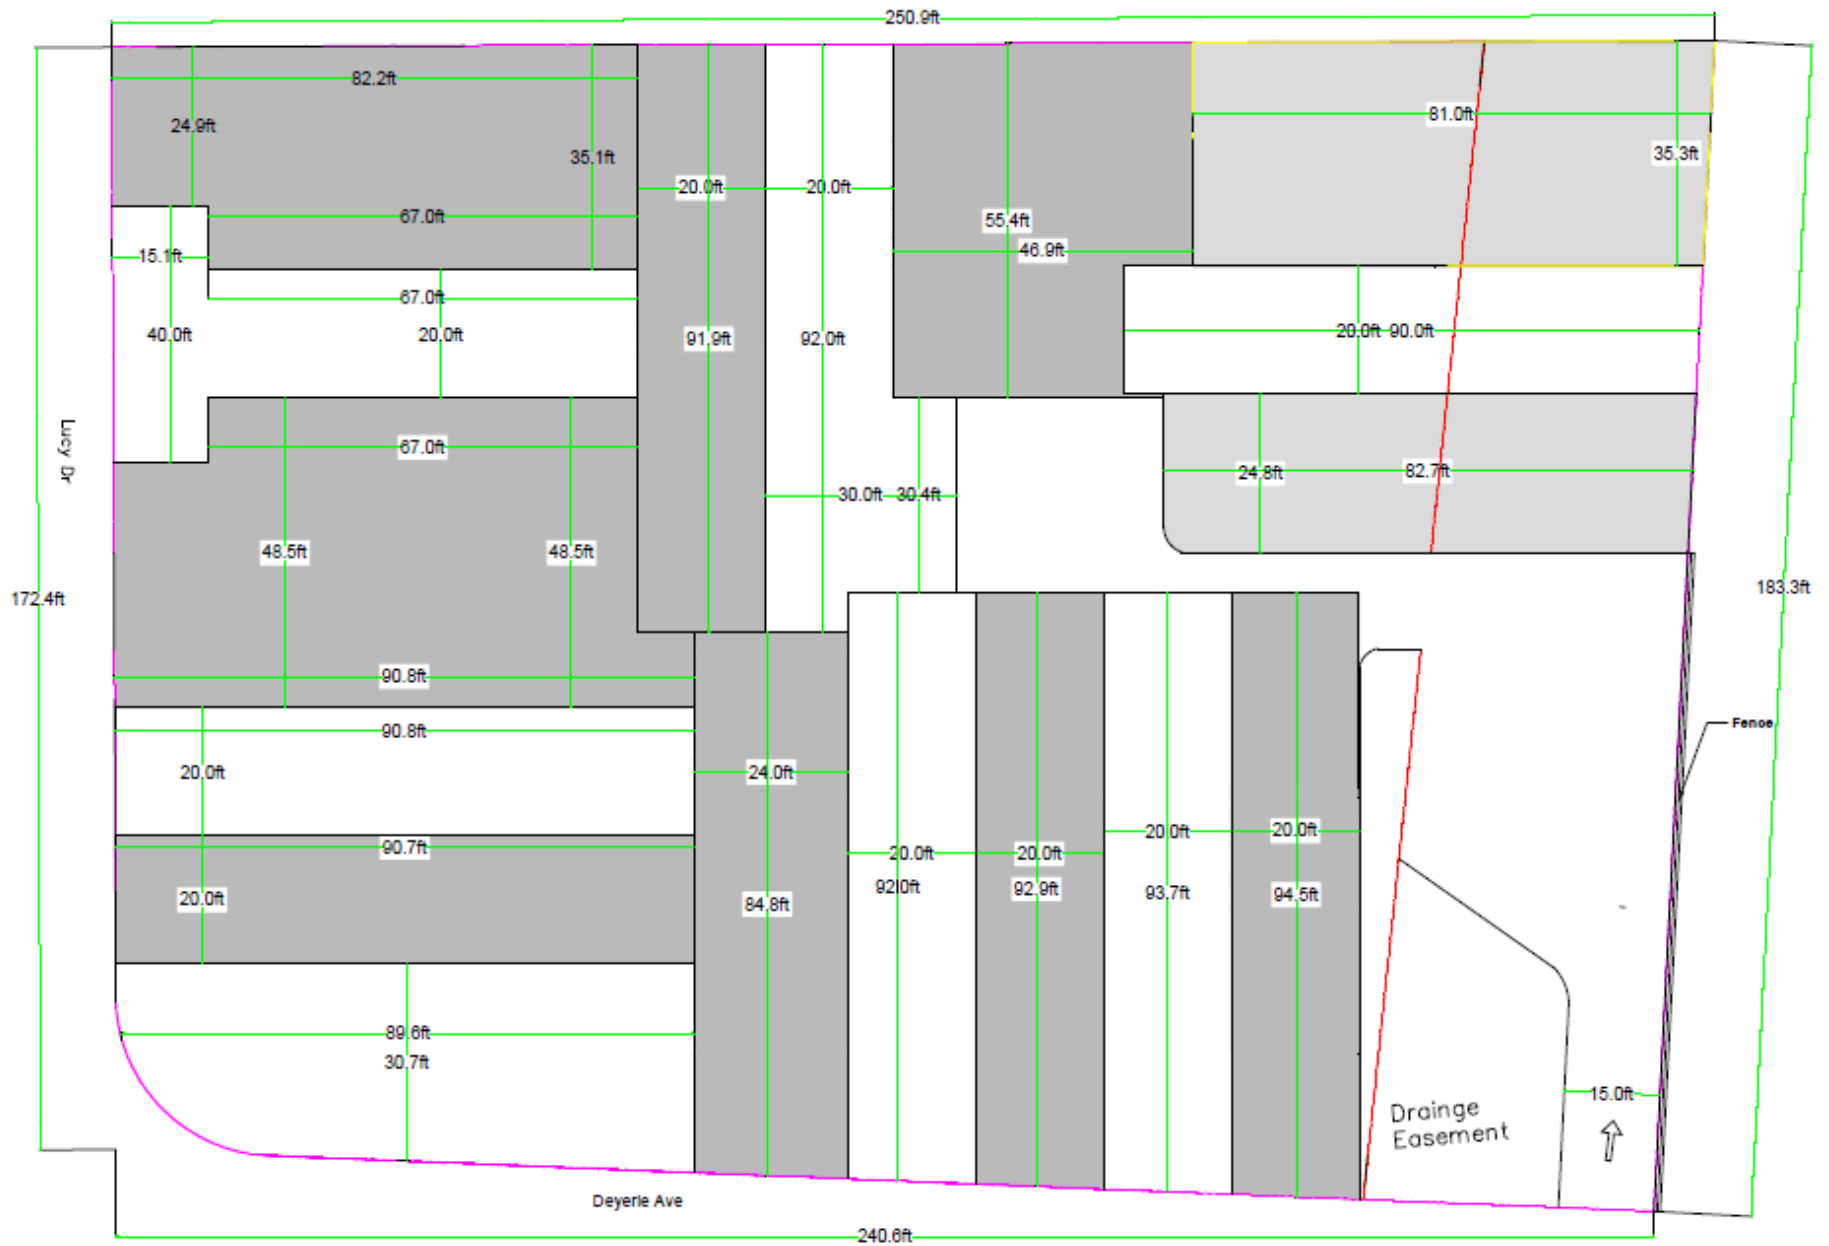 250.9ft
82.2ft
81.0ft
24.9ft
35.3ft
35.1ft
20.0ft
20.0ft
67.0ft
55.4ft
46.9ft
15.1ft
67.0ft
40.0ft
20.0ft
91.9ft
92.0ft
20.0ft 90.0ft
Lucy Dr
67.0ft
24.8ft
82.7ft
30.0ft 30.4ft
48.5ft
48.5ft
172.4ft
183.3ft
90.8ft
90.8ft
Fence
20.0ft
24.0ft
20.0ft
20.0ft
90.7ft
20.0ft
20.0ft
92.0ft
92.9ft
93.7ft
94.5ft
20.0ft
84.8ft
89.6ft
30.7ft
15.0ft
Drainge
Easement
Deyerle Ave
240.6ft